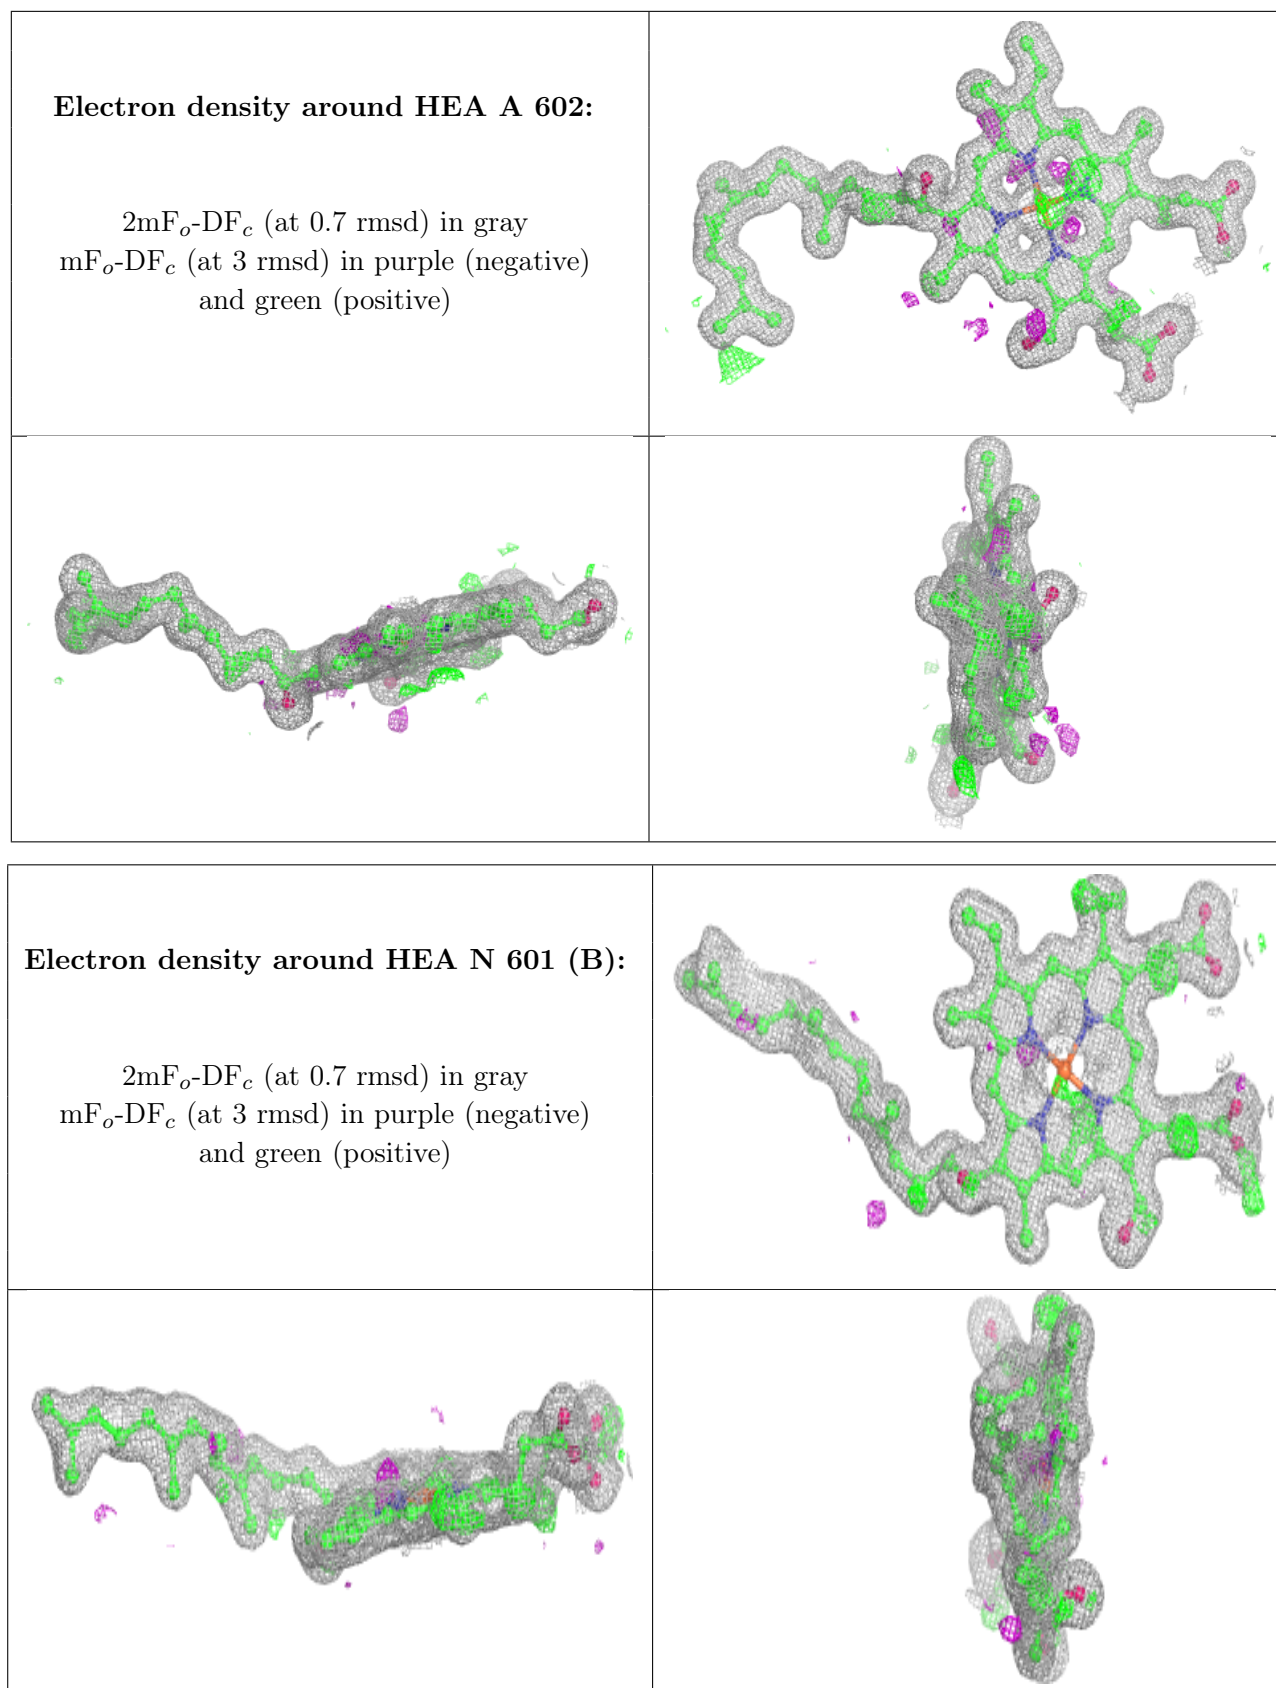 Electron density around HEA A 602:
2mFo-DFc (at 0.7 rmsd) in gray
mFo-DFc (at 3 rmsd) in purple (negative)
and green (positive)
Electron density around HEA N 601 (B):
2mFo-DFc (at 0.7 rmsd) in gray
mFo-DFc (at 3 rmsd) in purple (negative)
and green (positive)